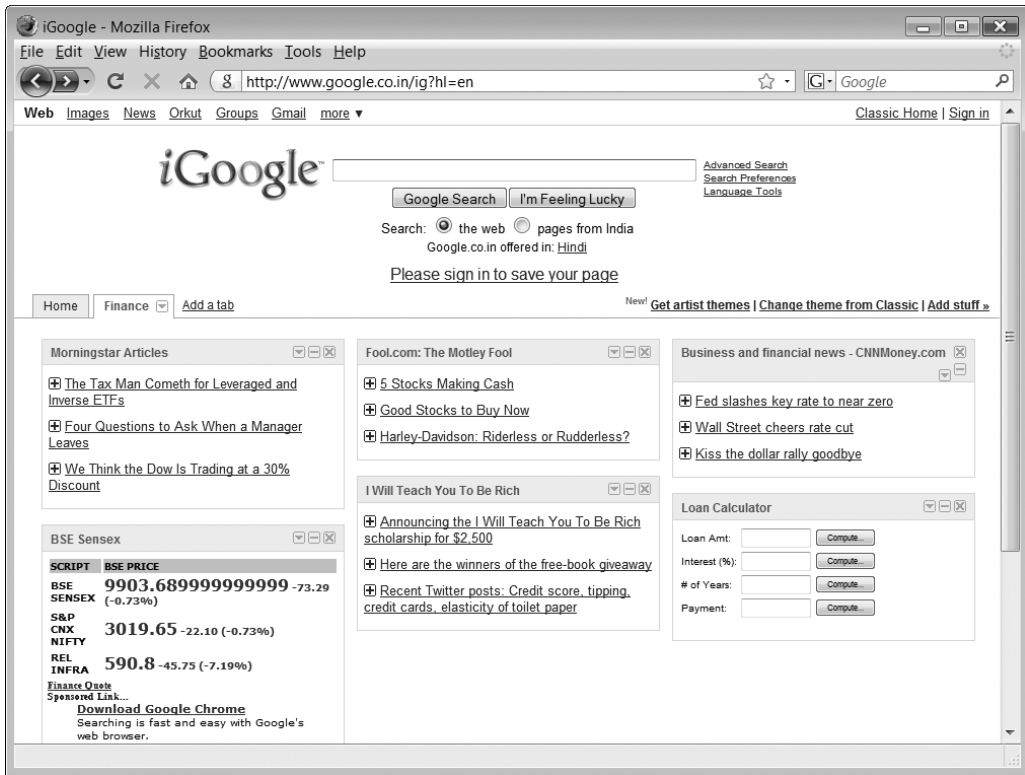 iGoogle - Mozilla Firefox
File Edit View History Bookmarks Tools Help
http://www.google.co.in/ig?hl=en
Google
Web Images News Orkut Groups Gmail more ▼
Classic Home | Sign in
iGoogle™
Advanced Search
Search Preferences
Language Tools
Google Search
I'm Feeling Lucky
Search: the web pages from India
Google.co.in offered in: Hindi
Please sign in to save your page
Home
Finance
Add a tab
New! Get artist themes | Change theme from Classic | Add stuff »
Morningstar Articles
The Tax Man Cometh for Leveraged and
Inverse ETFs
Four Questions to Ask When a Manager
Leaves
We Think the Dow Is Trading at a 30%
Discount
BSE Sensex
SCRIPT BSE PRICE
BSE SENSEX 9903.689999999999 -73.29 (-0.73%)
S&P CNX NIFTY 3019.65 -22.10 (-0.73%)
REL INFRA 590.8 -45.75 (-7.19%)
Finance Quote
Sponsored Link...
Download Google Chrome
Searching is fast and easy with Google's
web browser.
Fool.com: The Motley Fool
5 Stocks Making Cash
Good Stocks to Buy Now
Harley-Davidson: Riderless or Rudderless?
I Will Teach You To Be Rich
Announcing the I Will Teach You To Be Rich
scholarship for $2,500
Here are the winners of the free-book giveaway
Recent Twitter posts: Credit score, tipping,
credit cards, elasticity of toilet paper
Business and financial news - CNNMoney.com
Fed slashes key rate to near zero
Wall Street cheers rate cut
Kiss the dollar rally goodbye
Loan Calculator
Loan Amt: Compute...
Interest (%): Compute...
# of Years: Compute...
Payment: Compute...